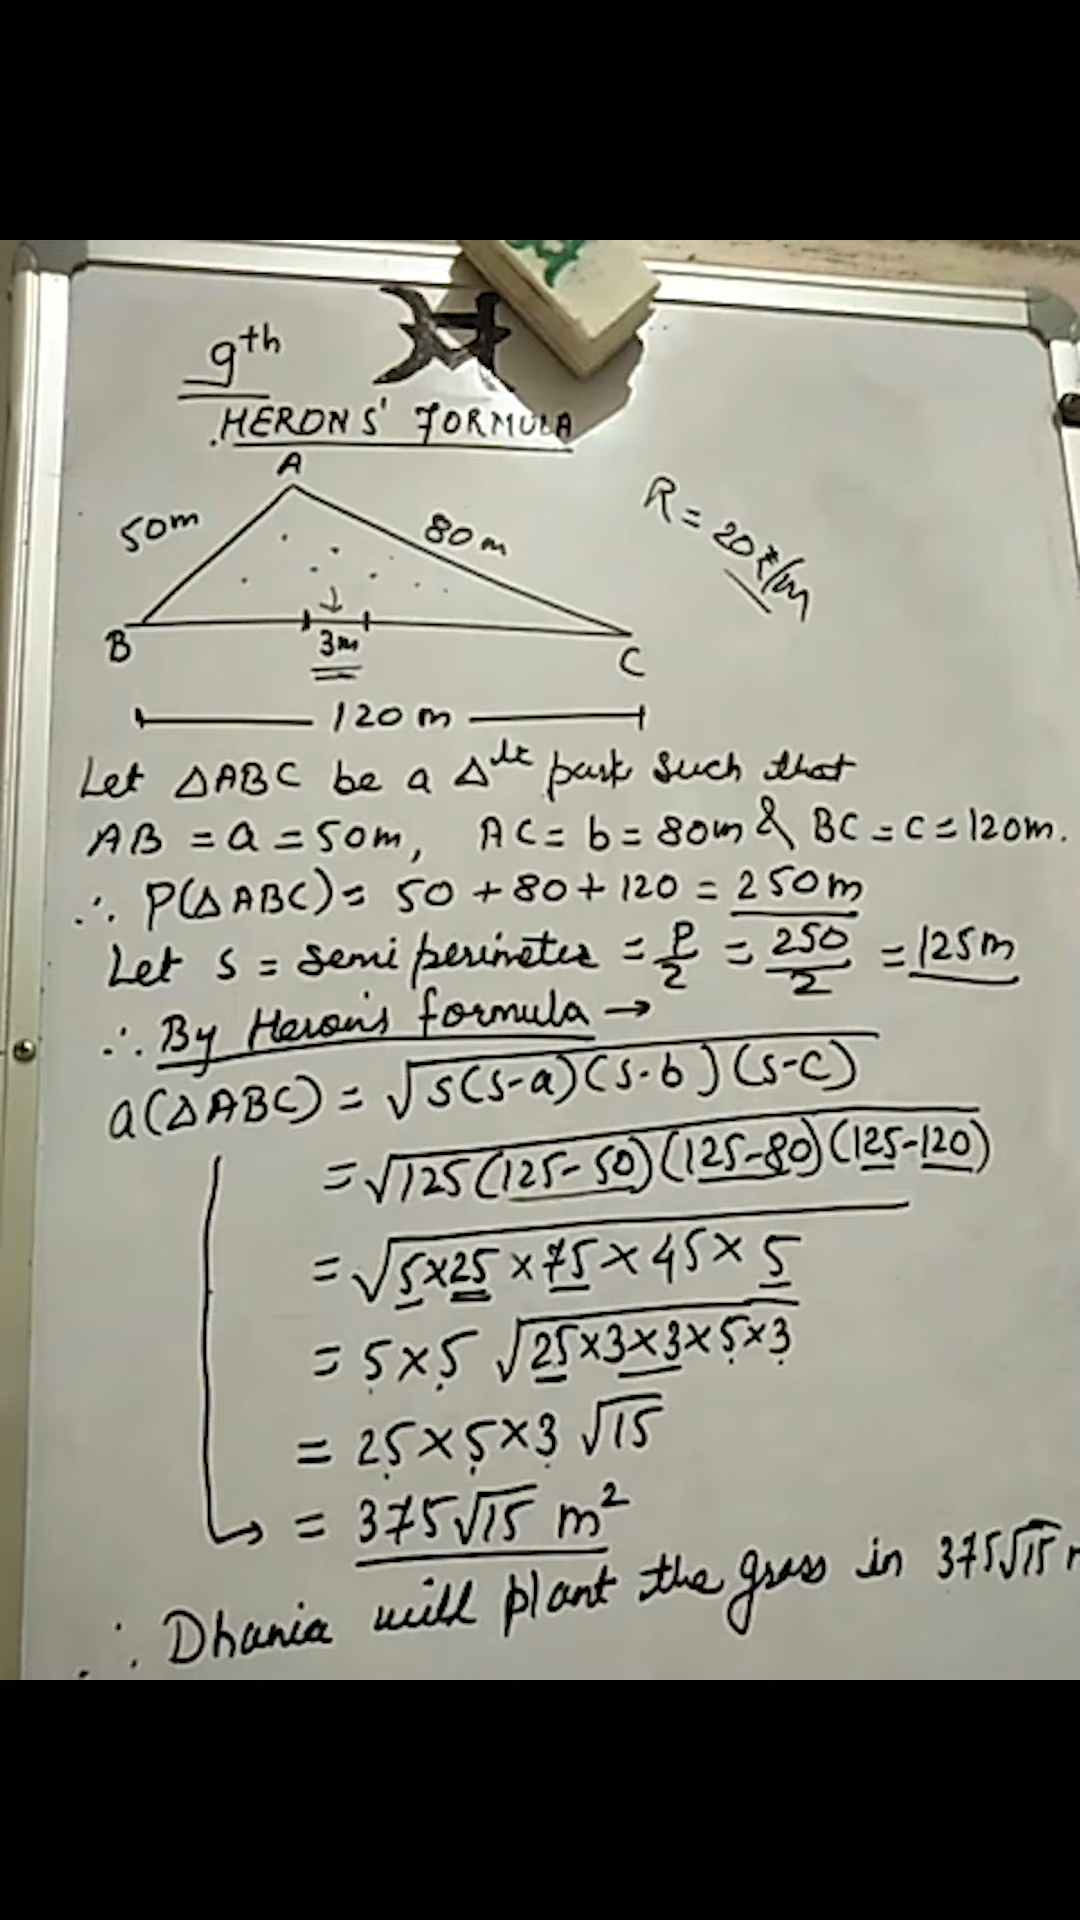 9th
HERONS' FORMULA
A
50m
80m
R = 20₹/m
B
3m
C
120 m
Let △ABC be a △le park such that
AB = a = 50m, AC = b = 80m & BC = c = 120m.
∴ P(△ABC) = 50 + 80 + 120 = 250m
Let s = semi perimeter = P/2 = 250/2 = 125m
∴ By Heron's formula →
a(△ABC) = √s(s-a)(s-b)(s-c)
= √125(125-50)(125-80)(125-120)
= √5×25×75×45×5
= 5×5 √25×3×3×5×3
= 25×5×3 √15
= 375√15 m²
∴ Dhania will plant the grass in 375√15 m